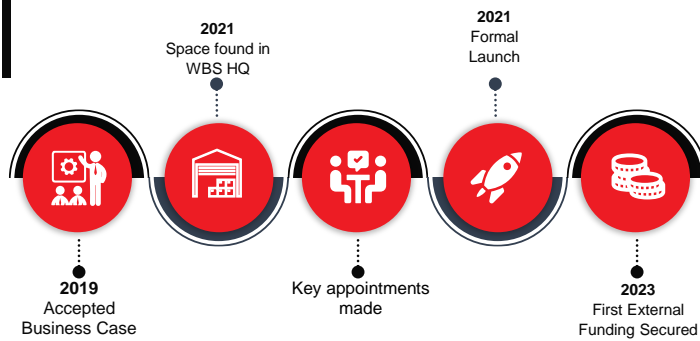 2021
Space found in
WBS HQ
2021
Formal
Launch
2019
Accepted
Business Case
Key appointments
made
2023
First External
Funding Secured